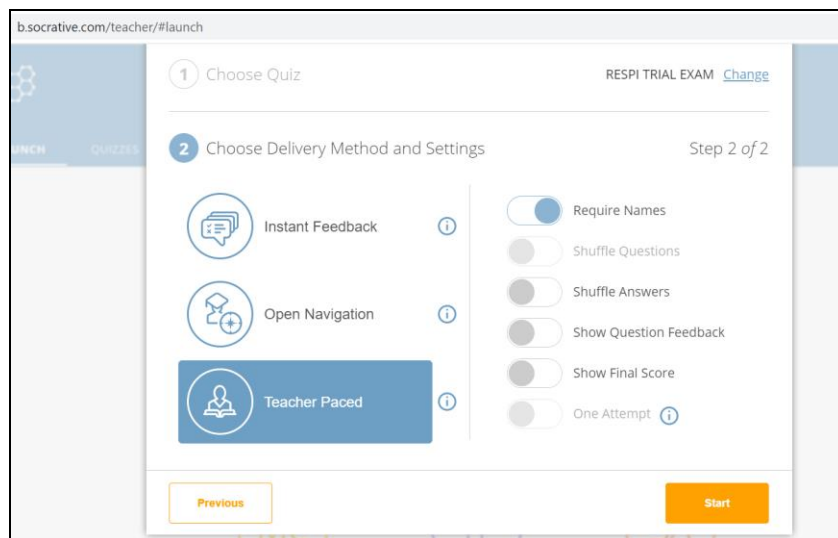 b.socrative.com/teacher/#launch
1 Choose Quiz
RESPI TRIAL EXAM Change
UNCH QUIZZES
2 Choose Delivery Method and Settings
Step 2 of 2
Instant Feedback
Open Navigation
Teacher Paced
Require Names
Shuffle Questions
Shuffle Answers
Show Question Feedback
Show Final Score
One Attempt
Previous
Start